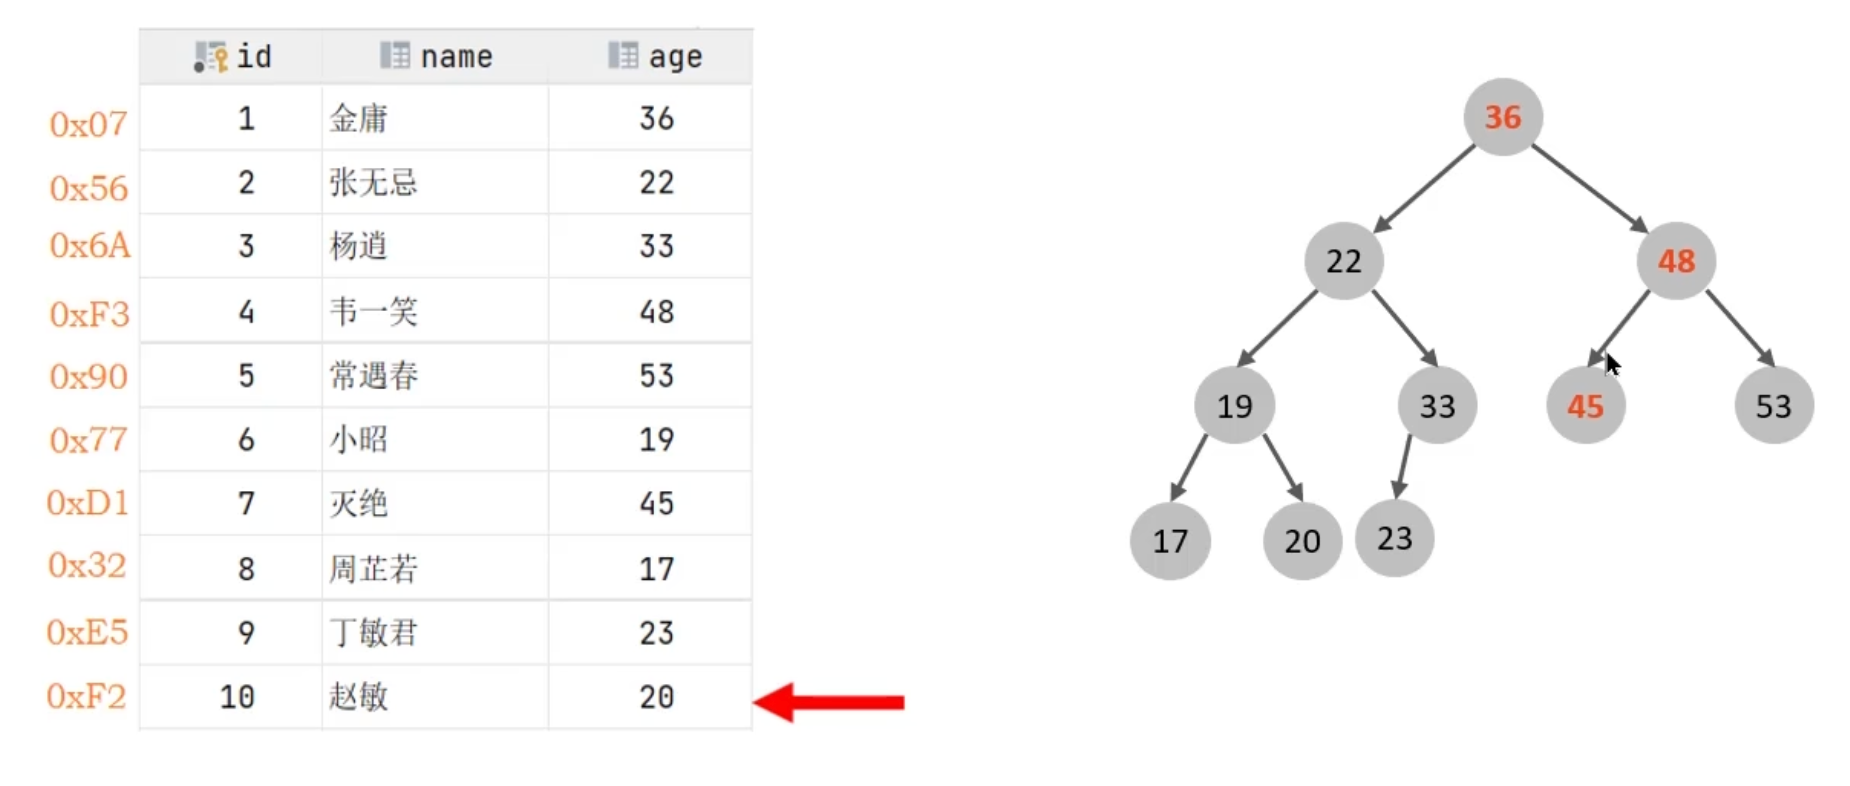 id name age
0x07 1 金庸 36
0x56 2 张无忌 22
0x6A 3 杨逍 33
0xF3 4 韦一笑 48
0x90 5 常遇春 53
0x77 6 小昭 19
0xD1 7 灭绝 45
0x32 8 周芷若 17
0xE5 9 丁敏君 23
0xF2 10 赵敏 20
36
22 48
19 33 45 53
17 20 23